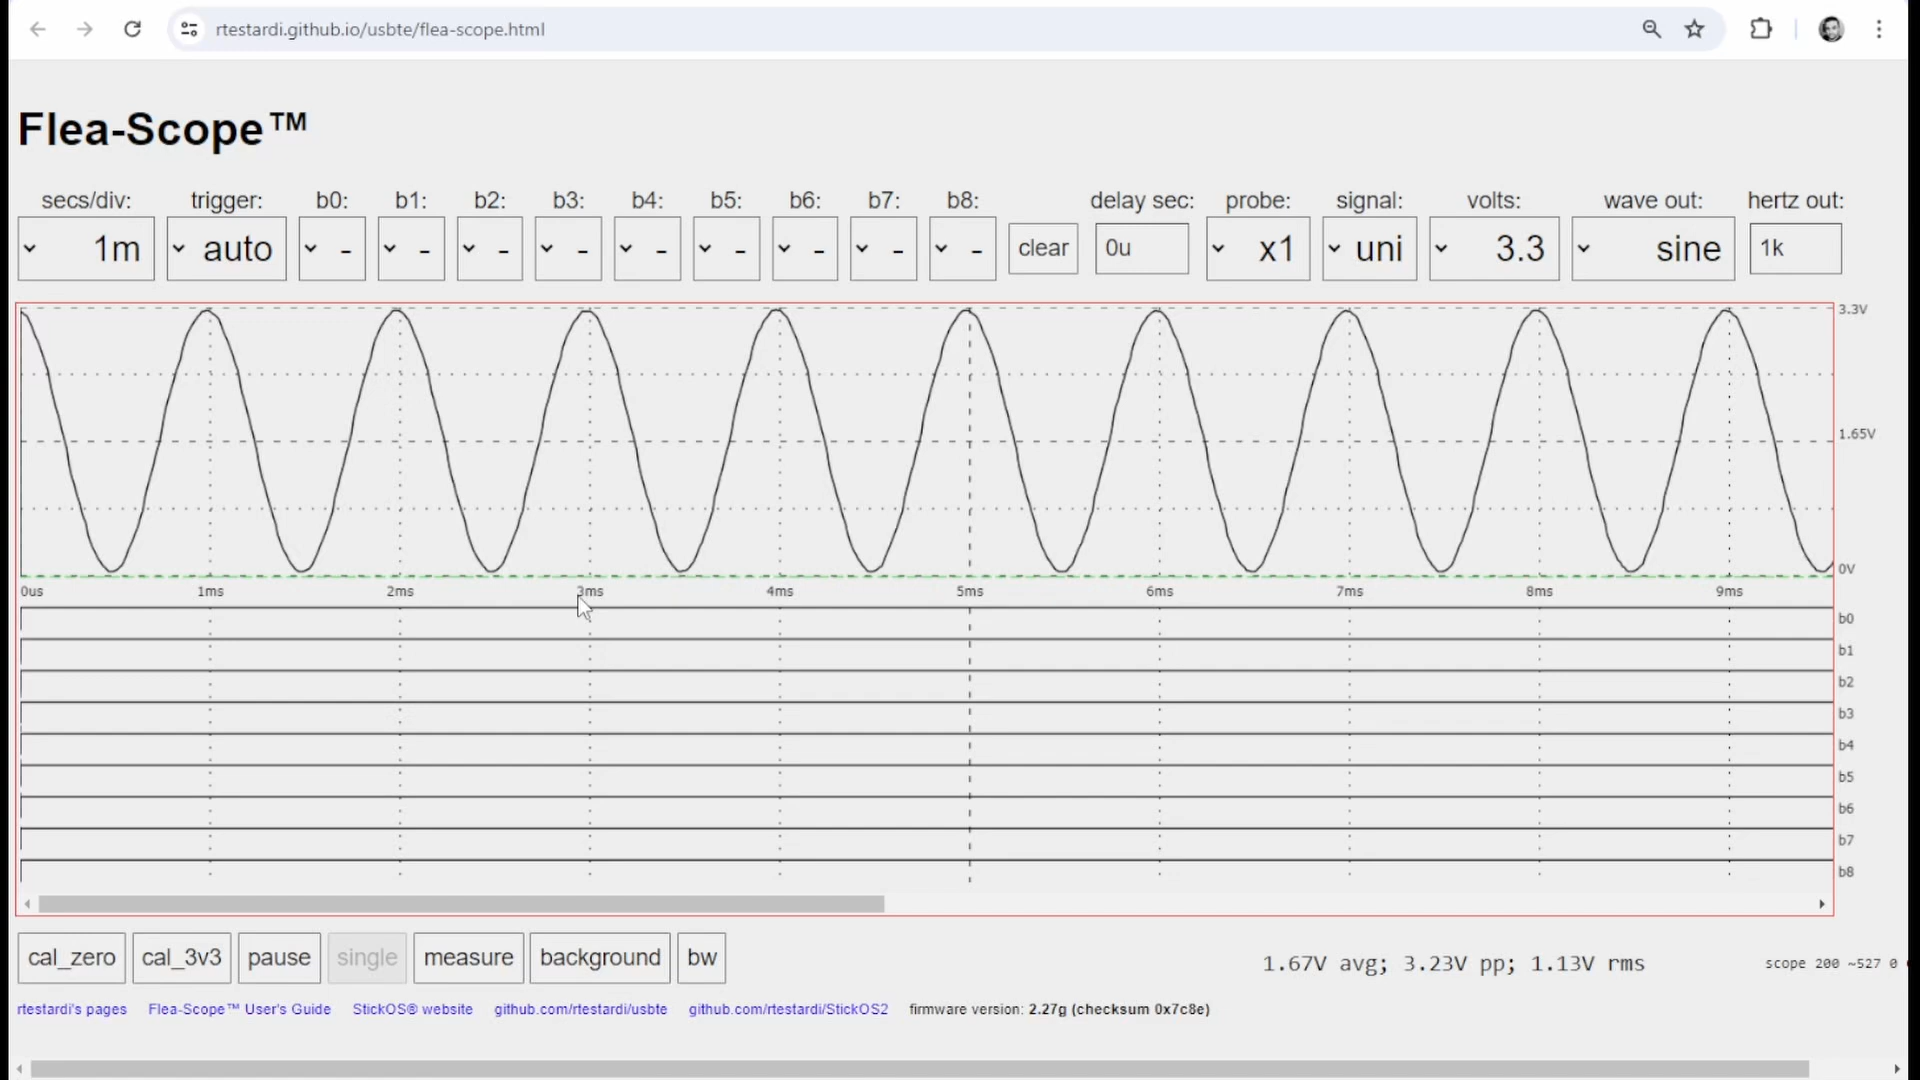 rtestardi.github.io/usbte/flea-scope.html
Flea-Scope™
secs/div: trigger: b0: b1: b2: b3: b4: b5: b6: b7: b8: delay sec: probe: signal: volts: wave out: hertz out:
1m auto - - - - - - - - - clear 0u x1 uni 3.3 sine 1k
3.3V
1.65V
0V
0us 1ms 2ms 3ms 4ms 5ms 6ms 7ms 8ms 9ms
b0
b1
b2
b3
b4
b5
b6
b7
b8
cal_zero cal_3v3 pause single measure background bw 1.67V avg; 3.23V pp; 1.13V rms scope 200 ~527 0
rtestardi's pages Flea-Scope™ User's Guide StickOS® website github.com/rtestardi/usbte github.com/rtestardi/StickOS2 firmware version: 2.27g (checksum 0x7c8e)